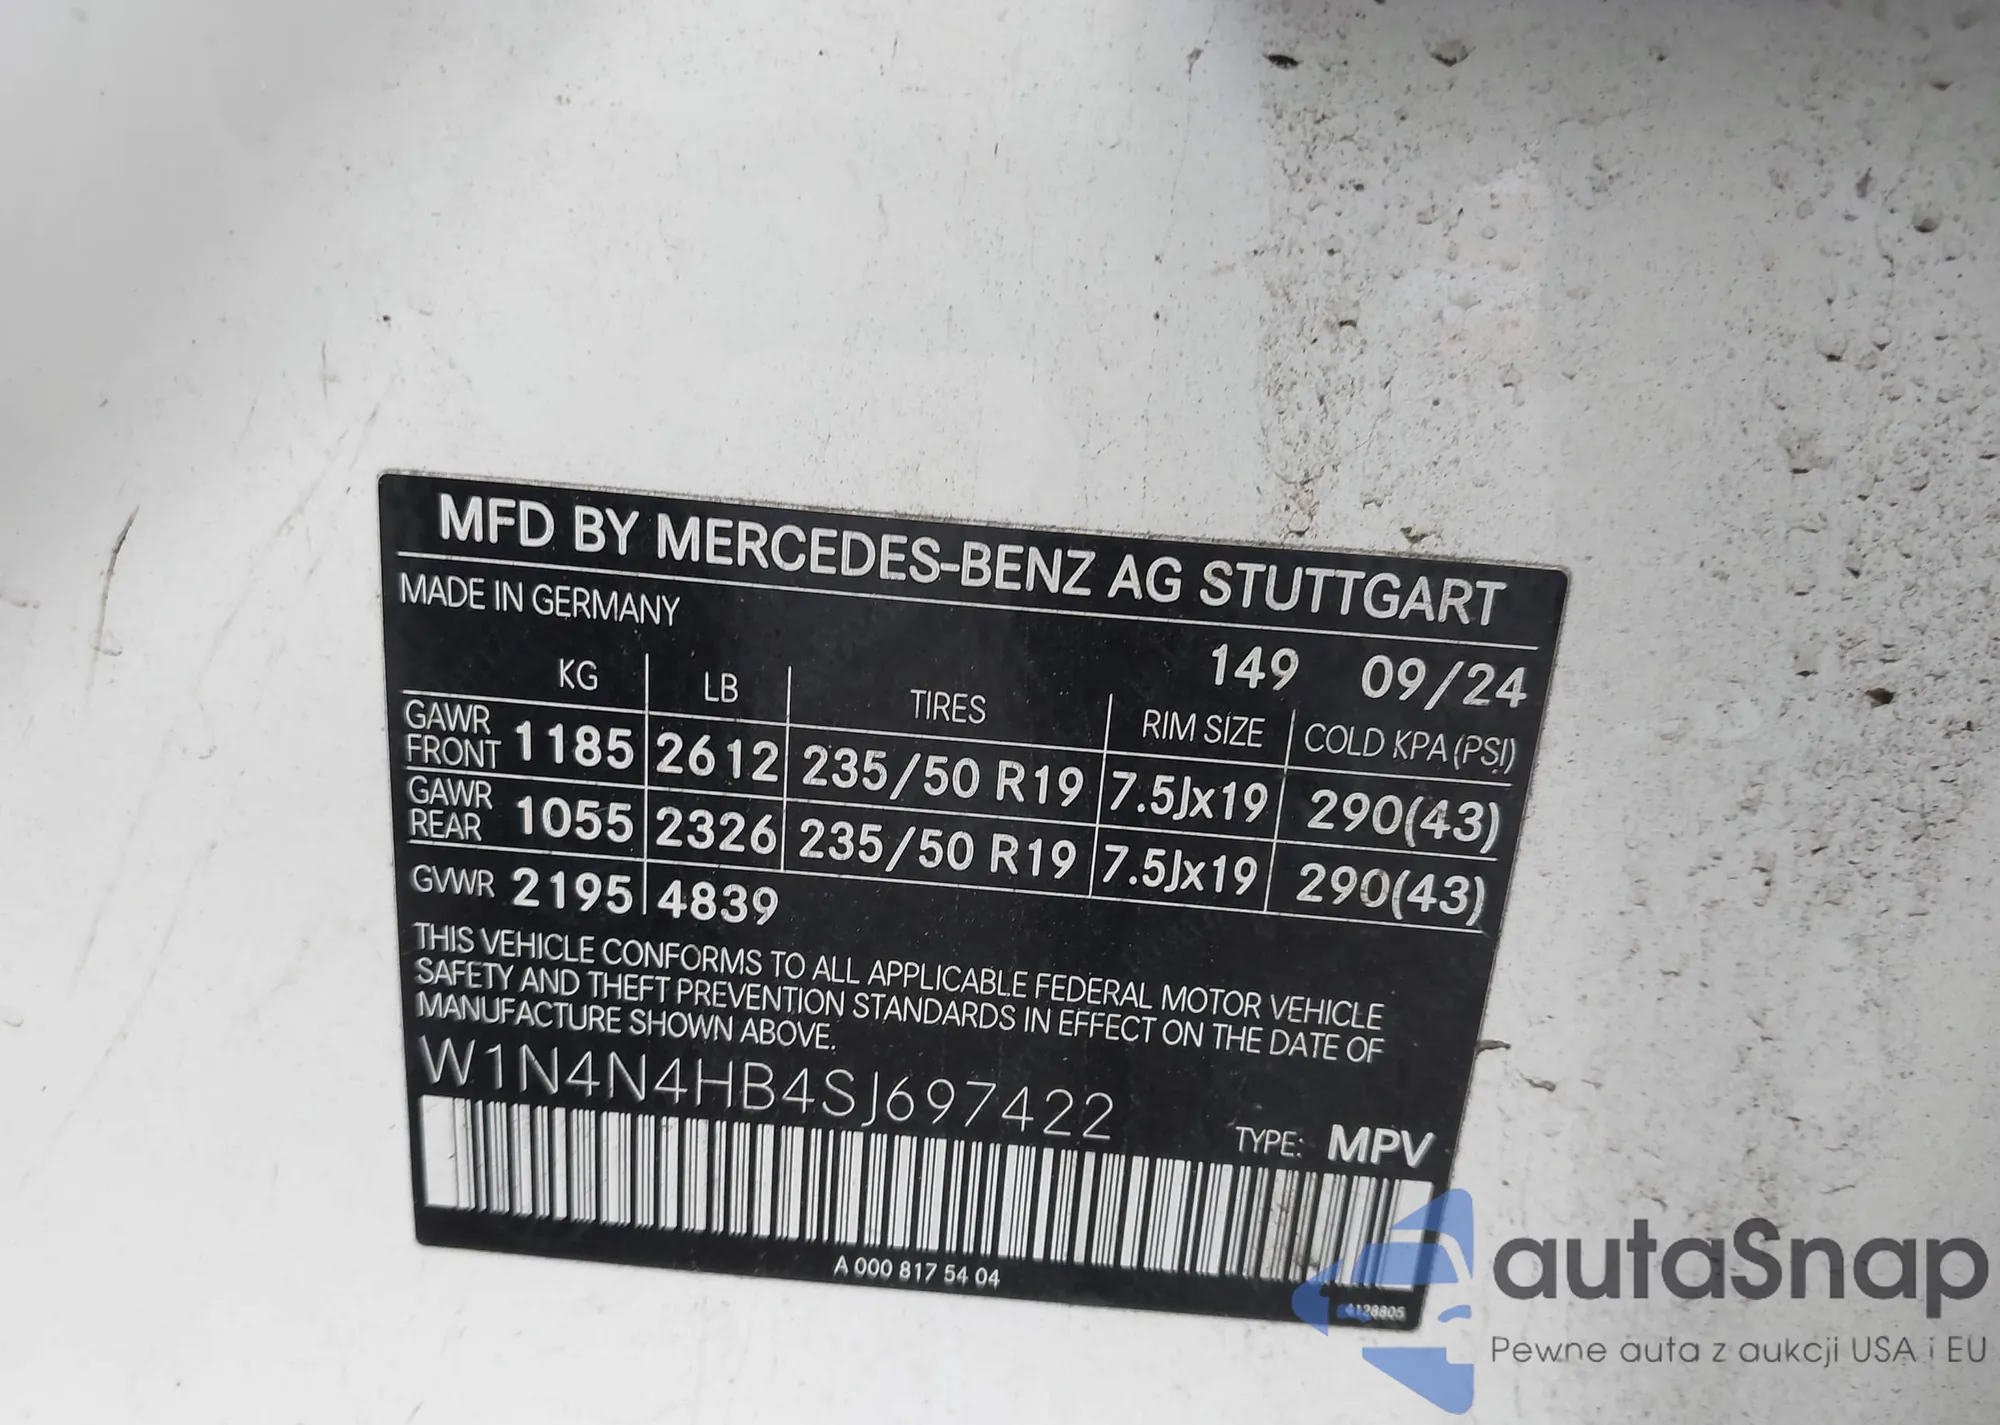 MFD BY MERCEDES-BENZ AG STUTTGART
MADE IN GERMANY
149 09/24
KG LB TIRES RIM SIZE COLD KPA (PSI)
GAWR FRONT 1185 2612 235/50 R19 7.5Jx19 290(43)
GAWR REAR 1055 2326 235/50 R19 7.5Jx19 290(43)
GVWR 2195 4839
THIS VEHICLE CONFORMS TO ALL APPLICABLE FEDERAL MOTOR VEHICLE
SAFETY AND THEFT PREVENTION STANDARDS IN EFFECT ON THE DATE OF
MANUFACTURE SHOWN ABOVE.
W1N4N4HB4SJ697422
TYPE: MPV
A 000 817 54 04
4128805
autaSnap
Pewne auta z aukcji USA i EU